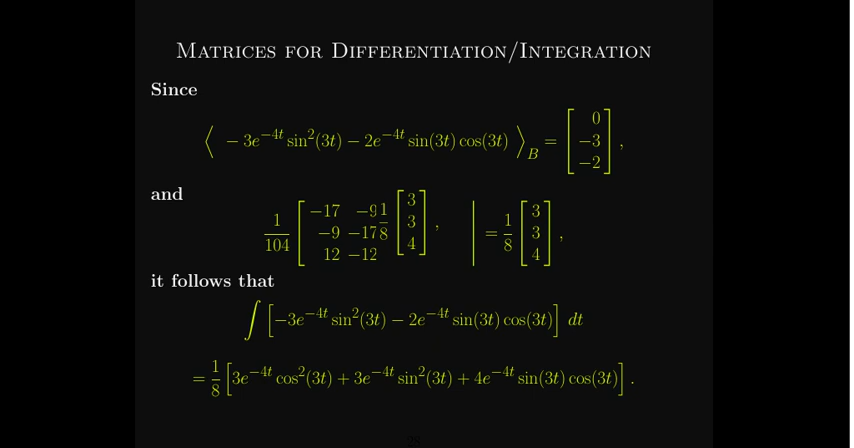 Matrices for Differentiation/Integration
Since
⟨ −3e^{−4t} sin²(3t) − 2e^{−4t} sin(3t) cos(3t) ⟩_B = [ 0 −3 −2 ],
and
1/104 [ −17 −9 −9 −17 12 −12 1/8 [ 3 3 4 ], | = 1/8 [ 3 3 4 ],
it follows that
∫ [−3e^{−4t} sin²(3t) − 2e^{−4t} sin(3t) cos(3t)] dt
= 1/8 [3e^{−4t} cos²(3t) + 3e^{−4t} sin²(3t) + 4e^{−4t} sin(3t) cos(3t)] .
28